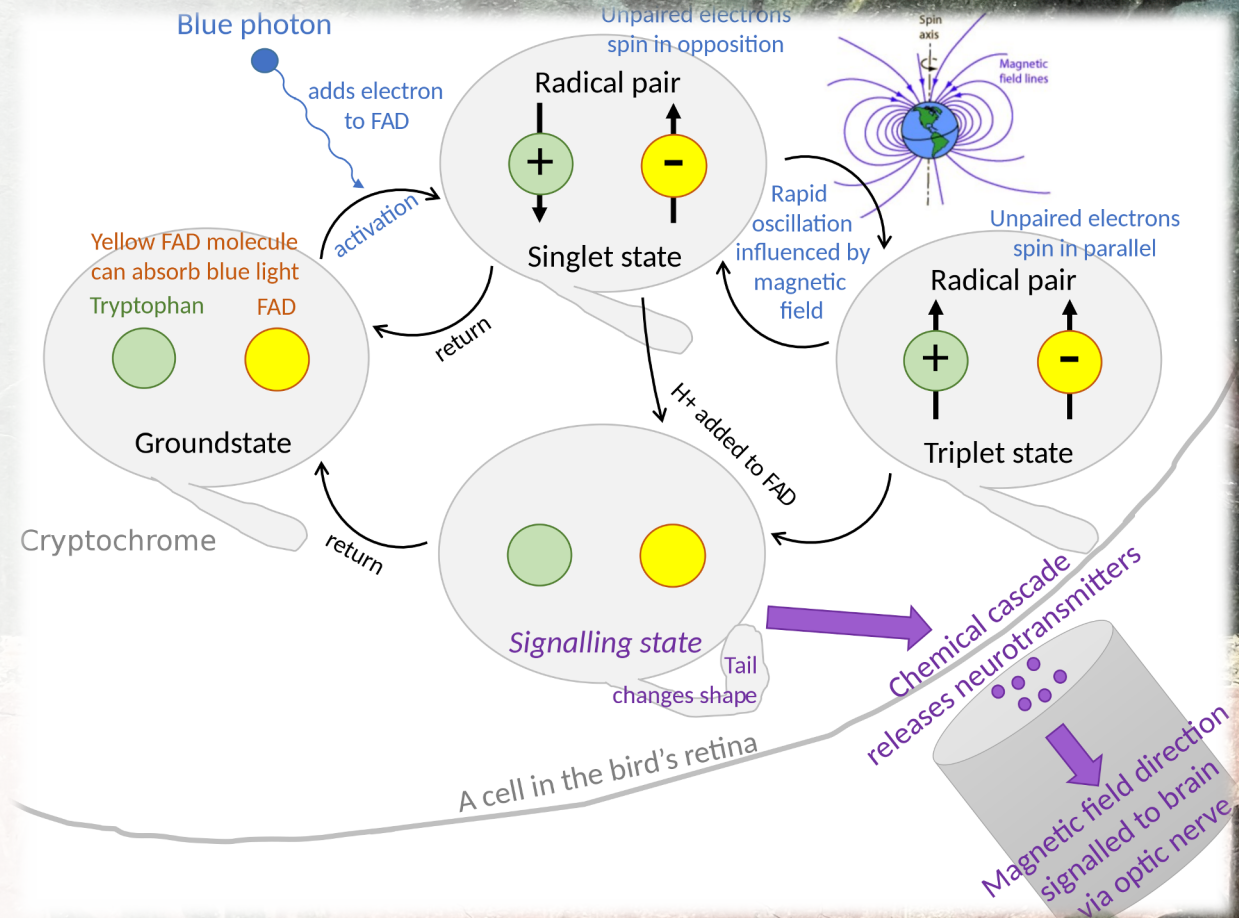 Blue photon
adds electron
to FAD
activation
Unpaired electrons
spin in opposition
Radical pair
+
-
Singlet state
Spin
axis
Magnetic
field lines
Rapid
oscillation
influenced by
magnetic
field
Unpaired electrons
spin in parallel
Radical pair
+
-
Triplet state
Yellow FAD molecule
can absorb blue light
Tryptophan
FAD
Groundstate
Cryptochrome
return
return
H+ added to FAD
Signalling state
Tail
changes shape
A cell in the bird's retina
Chemical cascade
releases neurotransmitters
Magnetic field direction
signalled to brain
via optic nerve